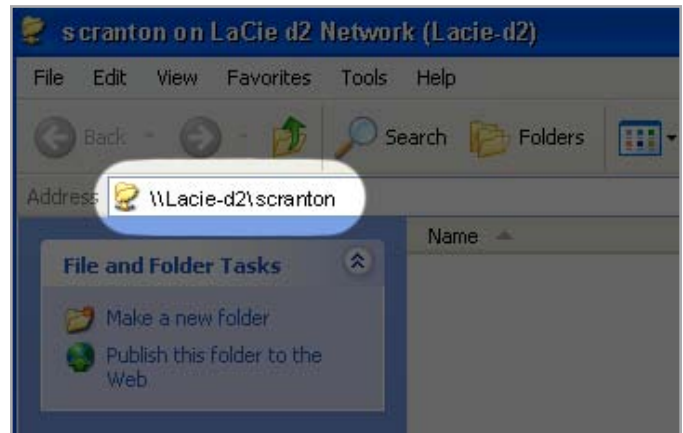 scranton on LaCie d2 Network (Lacie-d2)
File Edit View Favorites Tools Help
Back Search Folders
Address \\Lacie-d2\scranton
Name
File and Folder Tasks
Make a new folder
Publish this folder to the
Web